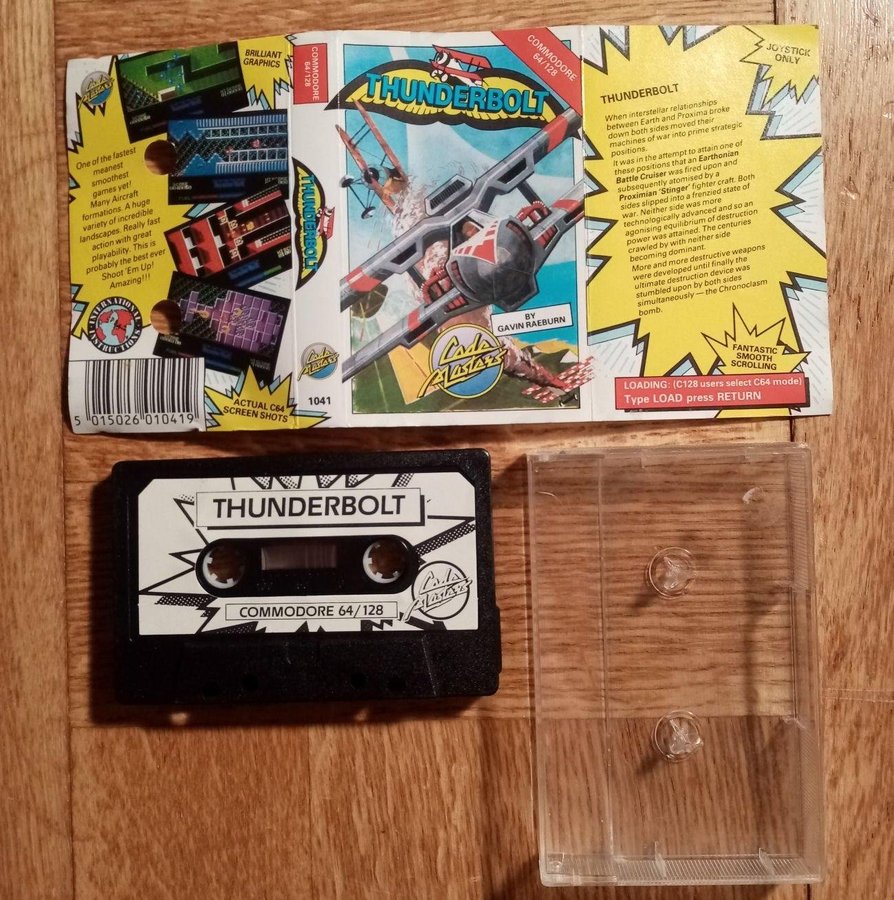 BRILLIANT
GRAPHICS
Code
Masters
One of the fastest
meanest
smoothest
games yet!
Many Aircraft
formations. A huge
variety of incredible
landscapes. Really fast
action with great
playability. This is
probably the best ever
Shoot 'Em Up!
Amazing!!!
INTERNATIONAL
5 015026 010419
ACTUAL C64
SCREEN SHOTS
COMMODORE
64/128
THUNDERBOLT
Code
Masters
1041
COMMODORE
64/128
THUNDERBOLT
BY
GAVIN RAEBURN
Code
Masters
JOYSTICK
ONLY
THUNDERBOLT
When interstellar relationships
between Earth and Proxima broke
down both sides moved their
machines of war into prime strategic
positions.
It was in the attempt to attain one of
these positions that an Earthonian
Battle Cruiser was fired upon and
subsequently atomised by a
Proximian 'Stinger' fighter craft. Both
sides slipped into a frenzied state of
war. Neither side was more
technologically advanced and so an
agonising equilibrium of destruction
power was attained. The centuries
crawled by with neither side
becoming dominant.
More and more destructive weapons
were developed until finally the
ultimate destruction device was
stumbled upon by both sides
simultaneously — the Chronoclasm
bomb.
FANTASTIC
SMOOTH
SCROLLING
LOADING: (C128 users select C64 mode)
Type LOAD press RETURN
THUNDERBOLT
COMMODORE 64/128
Code
Masters